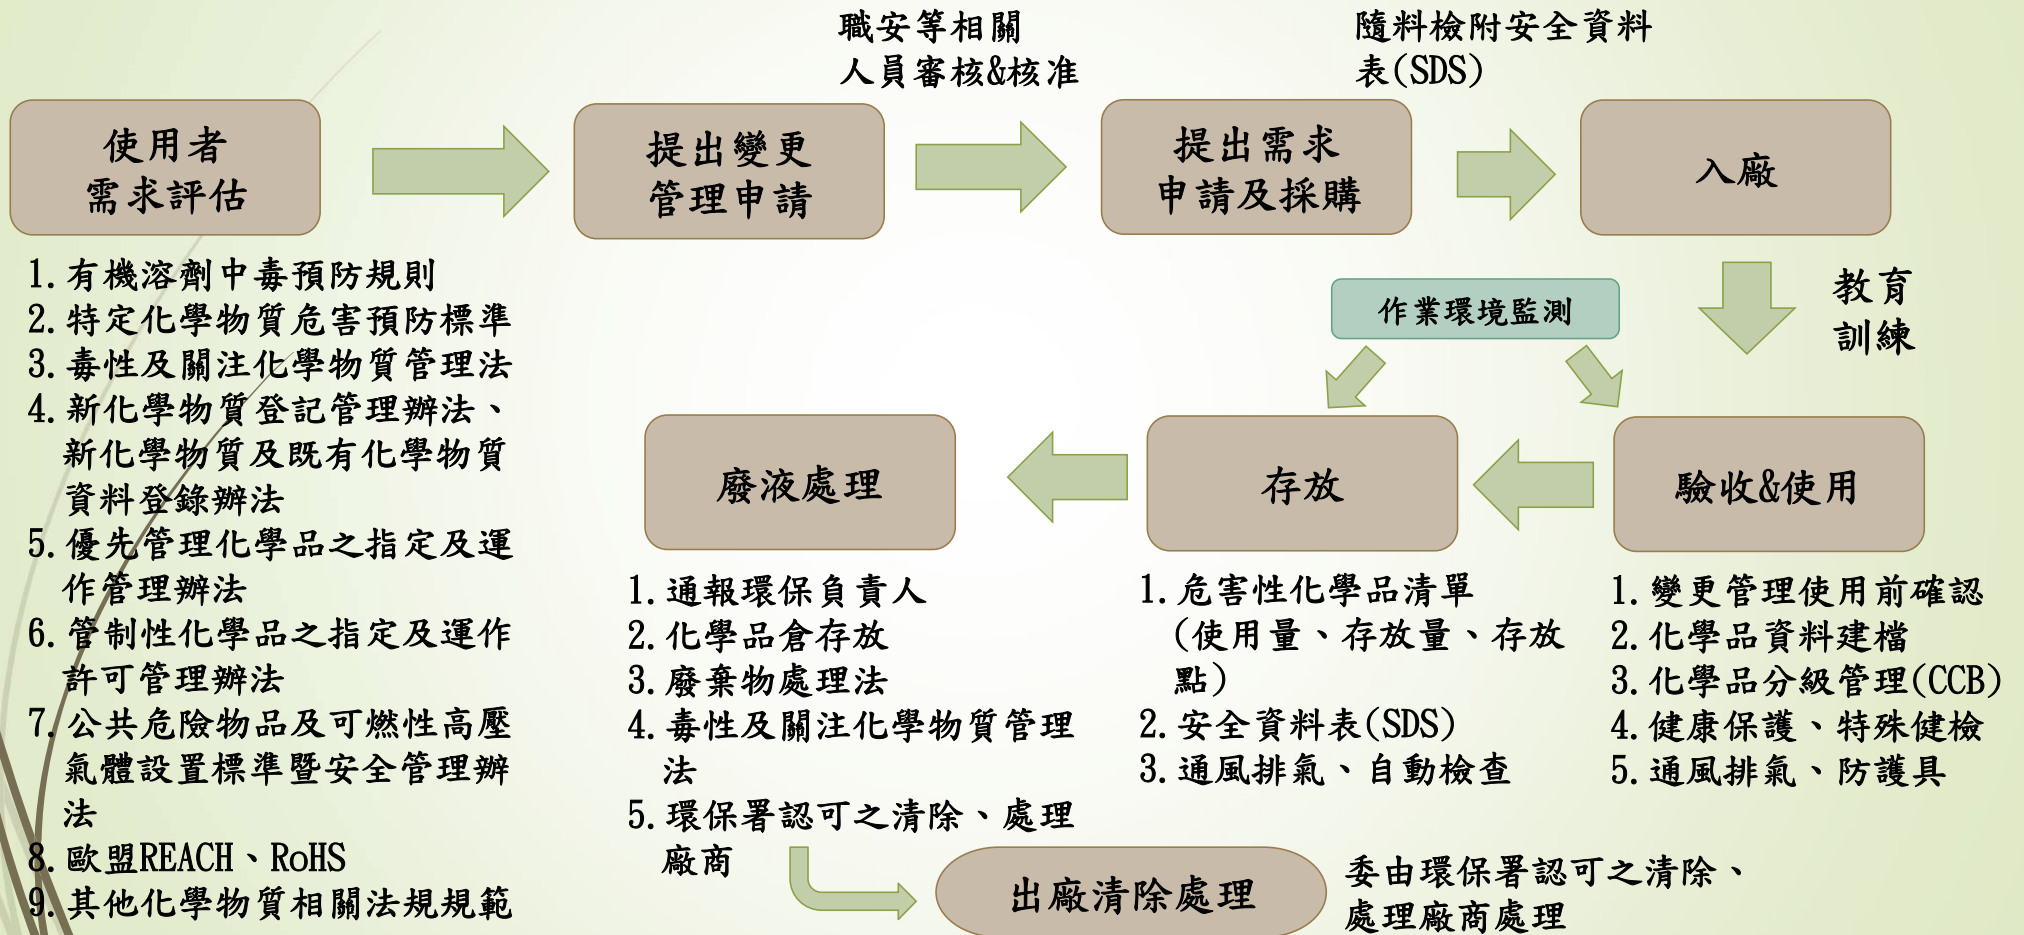 職安等相關
人員審核&核准
隨料檢附安全資料
表(SDS)
使用者
需求評估
提出變更
管理申請
提出需求
申請及採購
入廠
1.有機溶劑中毒預防規則
2.特定化學物質危害預防標準
3.毒性及關注化學物質管理法
4.新化學物質登記管理辦法、
新化學物質及既有化學物質
資料登錄辦法
5.優先管理化學品之指定及運
作管理辦法
6.管制性化學品之指定及運作
許可管理辦法
7.公共危險物品及可燃性高壓
氣體設置標準暨安全管理辦
法
8.歐盟REACH、RoHS
9.其他化學物質相關法規規範
教育
訓練
作業環境監測
廢液處理
存放
驗收&使用
1.通報環保負責人
2.化學品倉存放
3.廢棄物處理法
4.毒性及關注化學物質管理
法
5.環保署認可之清除、處理
廠商
1.危害性化學品清單
(使用量、存放量、存放
點)
2.安全資料表(SDS)
3.通風排氣、自動檢查
1.變更管理使用前確認
2.化學品資料建檔
3.化學品分級管理(CCB)
4.健康保護、特殊健檢
5.通風排氣、防護具
出廠清除處理
委由環保署認可之清除、
處理廠商處理